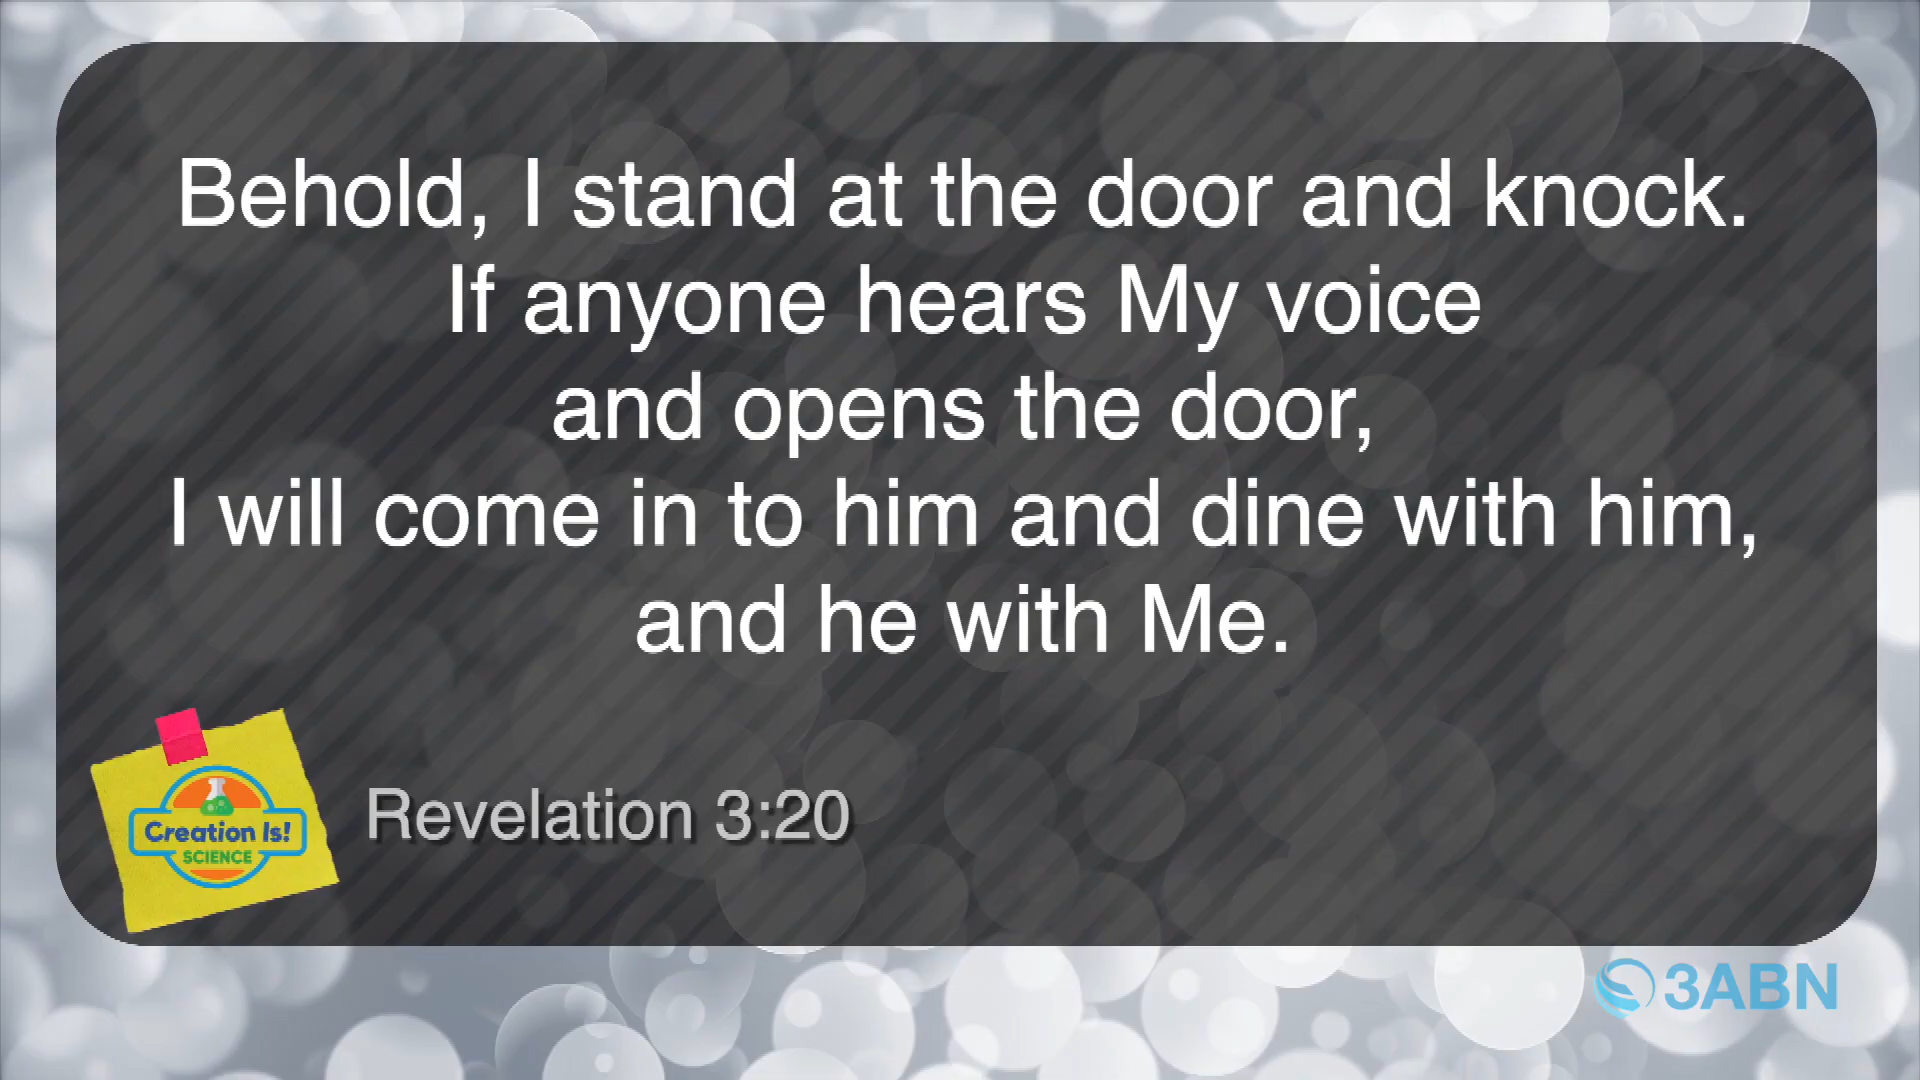 Behold, I stand at the door and knock.
If anyone hears My voice
and opens the door,
I will come in to him and dine with him,
and he with Me.
Creation Is!
SCIENCE
Revelation 3:20
3ABN